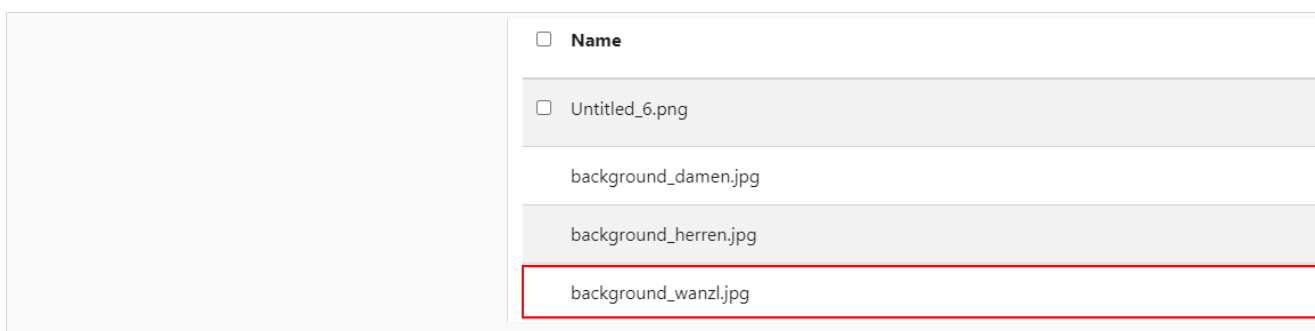 Name
Untitled_6.png
background_damen.jpg
background_herren.jpg
background_wanzl.jpg